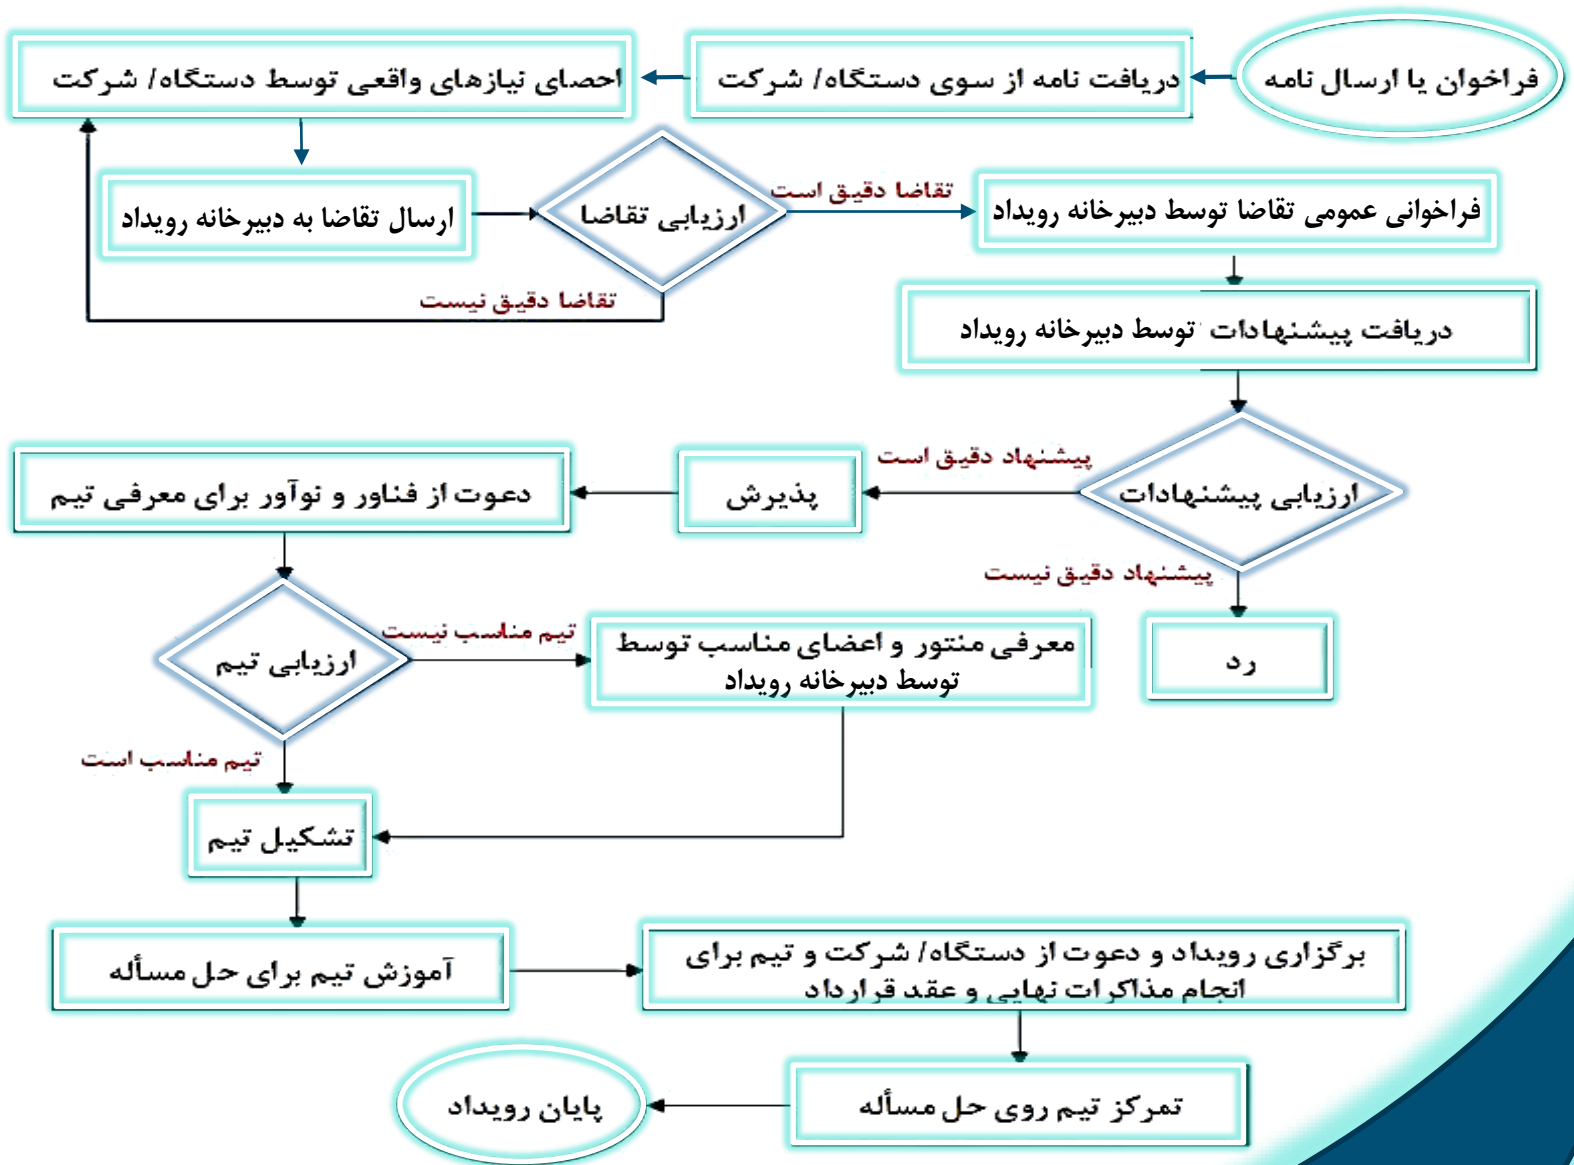 فراخوان یا ارسال نامه
دریافت نامه از سوی دستگاه/ شرکت
احصای نیازهای واقعی توسط دستگاه/ شرکت
ارسال تقاضا به دبیرخانه رویداد
ارزیابی تقاضا
تقاضا دقیق است
تقاضا دقیق نیست
فراخوانی عمومی تقاضا توسط دبیرخانه رویداد
دریافت پیشنهادات توسط دبیرخانه رویداد
ارزیابی پیشنهادات
پیشنهاد دقیق است
پیشنهاد دقیق نیست
رد
پذیرش
دعوت از فناور و نوآور برای معرفی تیم
ارزیابی تیم
تیم مناسب نیست
معرفی منتور و اعضای مناسب توسط
توسط دبیرخانه رویداد
تیم مناسب است
تشکیل تیم
آموزش تیم برای حل مسأله
برگزاری رویداد و دعوت از دستگاه/ شرکت و تیم برای
انجام مذاکرات نهایی و عقد قرارداد
تمرکز تیم روی حل مسأله
پایان رویداد